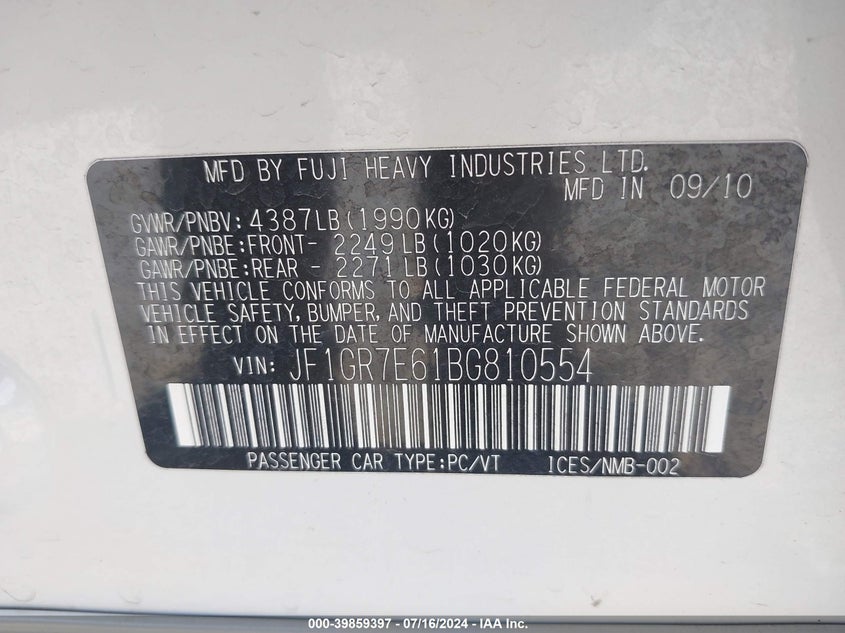 MFD BY FUJI HEAVY INDUSTRIES LTD.
MFD IN 09/10
GVWR/PNBV: 4387LB(1990KG)
GAWR/PNBE:FRONT- 2249LB(1020KG)
GAWR/PNBE:REAR - 2271LB(1030KG)
THIS VEHICLE CONFORMS TO ALL APPLICABLE FEDERAL MOTOR
VEHICLE SAFETY, BUMPER, AND THEFT PREVENTION STANDARDS
IN EFFECT ON THE DATE OF MANUFACTURE SHOWN ABOVE.
VIN: JF1GR7E61BG810554
PASSENGER CAR TYPE:PC/VT ICES/NMB-002
000-39859397 - 07/16/2024 - IAA Inc.